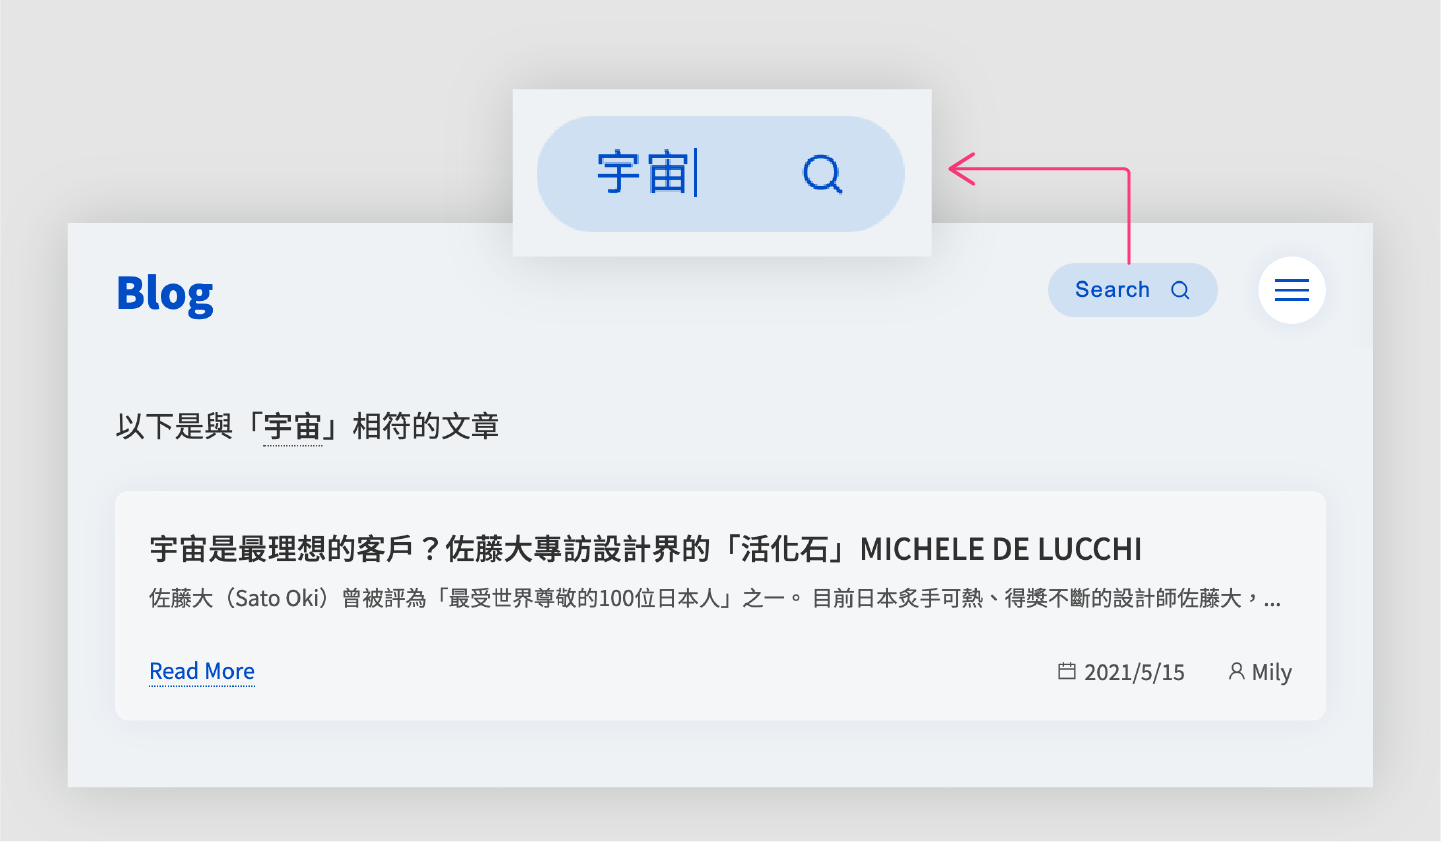 宇宙
Blog
Search
以下是與「宇宙」相符的文章
宇宙是最理想的客戶？佐藤大專訪設計界的「活化石」MICHELE DE LUCCHI
佐藤大（Sato Oki）曾被評為「最受世界尊敬的100位日本人」之一。 目前日本炙手可熱、得獎不斷的設計師佐藤大，...
Read More
2021/5/15
Mily